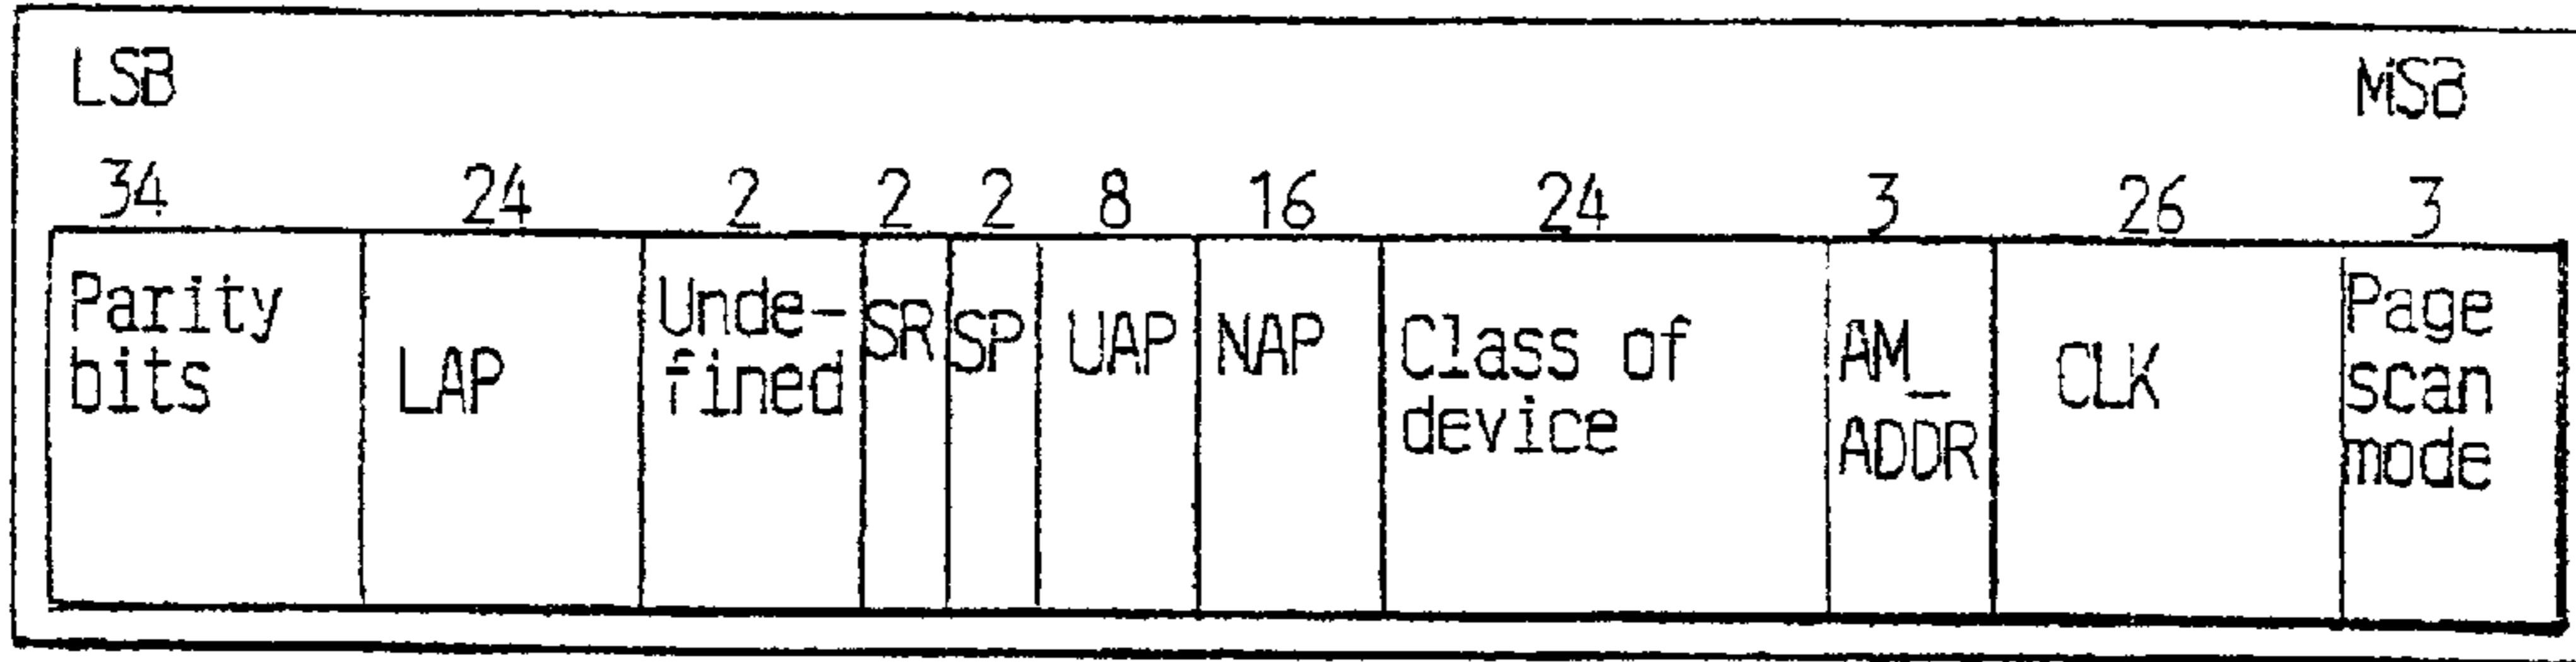 LSB MSB
34 24 2 2 2 8 16 24 3 26 3
Parity
bits
LAP
Unde-
fined
SR
SP
UAP
NAP
Class of
device
AM_
ADDR
CLK
Page
scan
mode